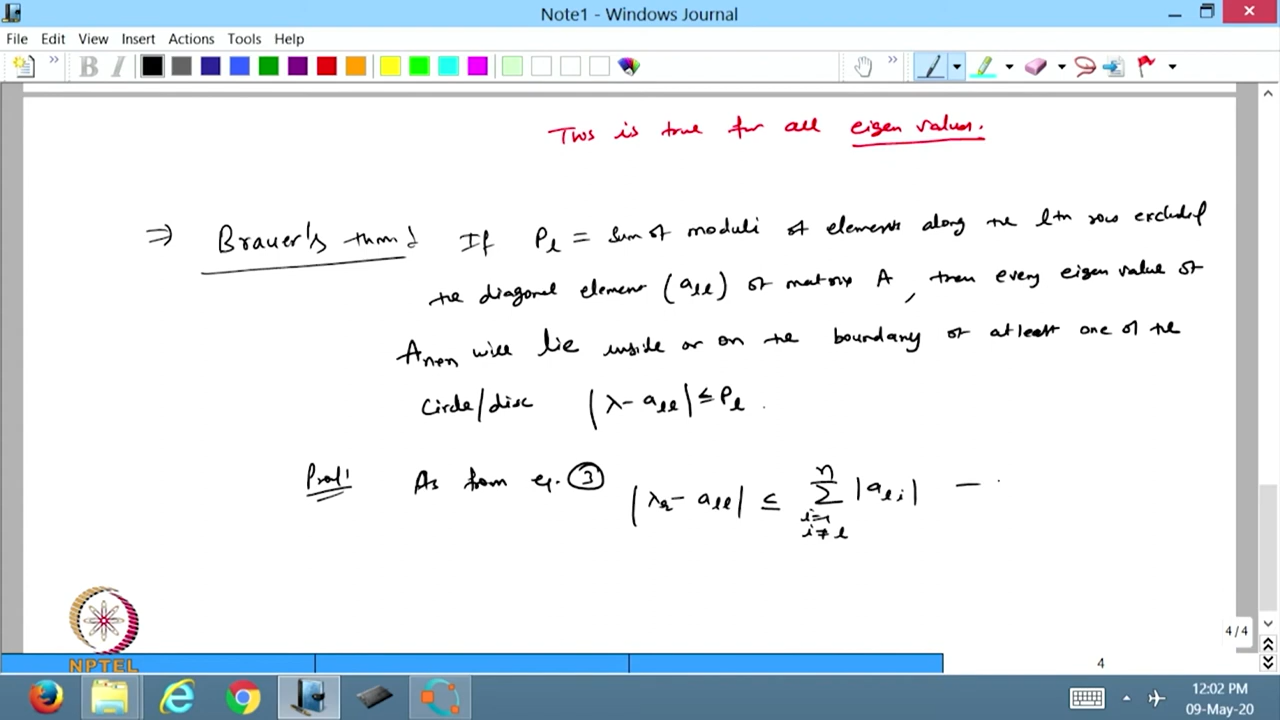 Note1 - Windows Journal
File Edit View Insert Actions Tools Help
This is true for all eigen values.
⇒ Brauer's thm: If Pl = sum of moduli of elements along the lth row excluded
the diagonal element (all) of matrix A, then every eigen value of
Anxn will lie inside or on the boundary of atleast one of the
Circle/disc |λ - all| ≤ Pl.
Proof: As from eq. ③ |λr - all| ≤ Σ n i=1 i≠l |ali| —
4 / 4
NPTEL
4
12:02 PM
09-May-20